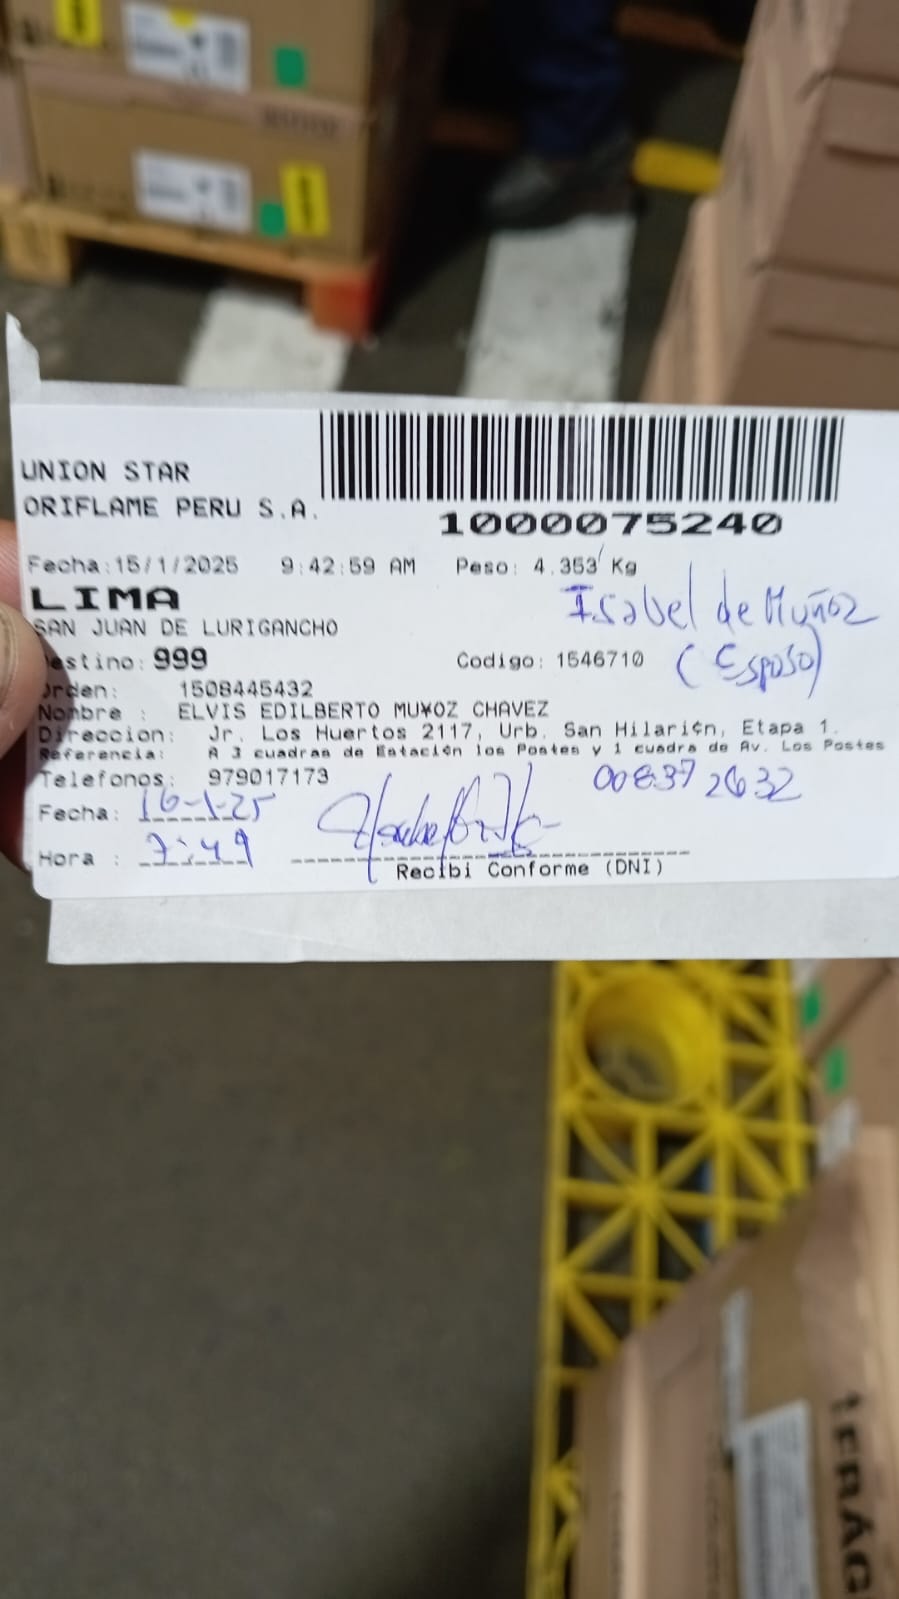 UNION STAR
ORIFLAME PERU S.A.
1000075240
Fecha:15/1/2025 9:42:59 AM Peso: 4.353 Kg
LIMA
Isabel de Muñoz
SAN JUAN DE LURIGANCHO
(Esposo)
estino: 999 Codigo: 1546710
Orden: 1508445432
Nombre : ELVIS EDILBERTO MU¥OZ CHAVEZ
Direccion: Jr. Los Huertos 2117, Urb. San Hilari¢n, Etapa 1.
Referencia: A 3 cuadras de Estaci¢n los Postes y 1 cuadra de Av. Los Postes
Telefonos: 979017173
00837 2632
Fecha: 16-1-25
Hora : 7:49
Recibi Conforme (DNI)
FRÁG